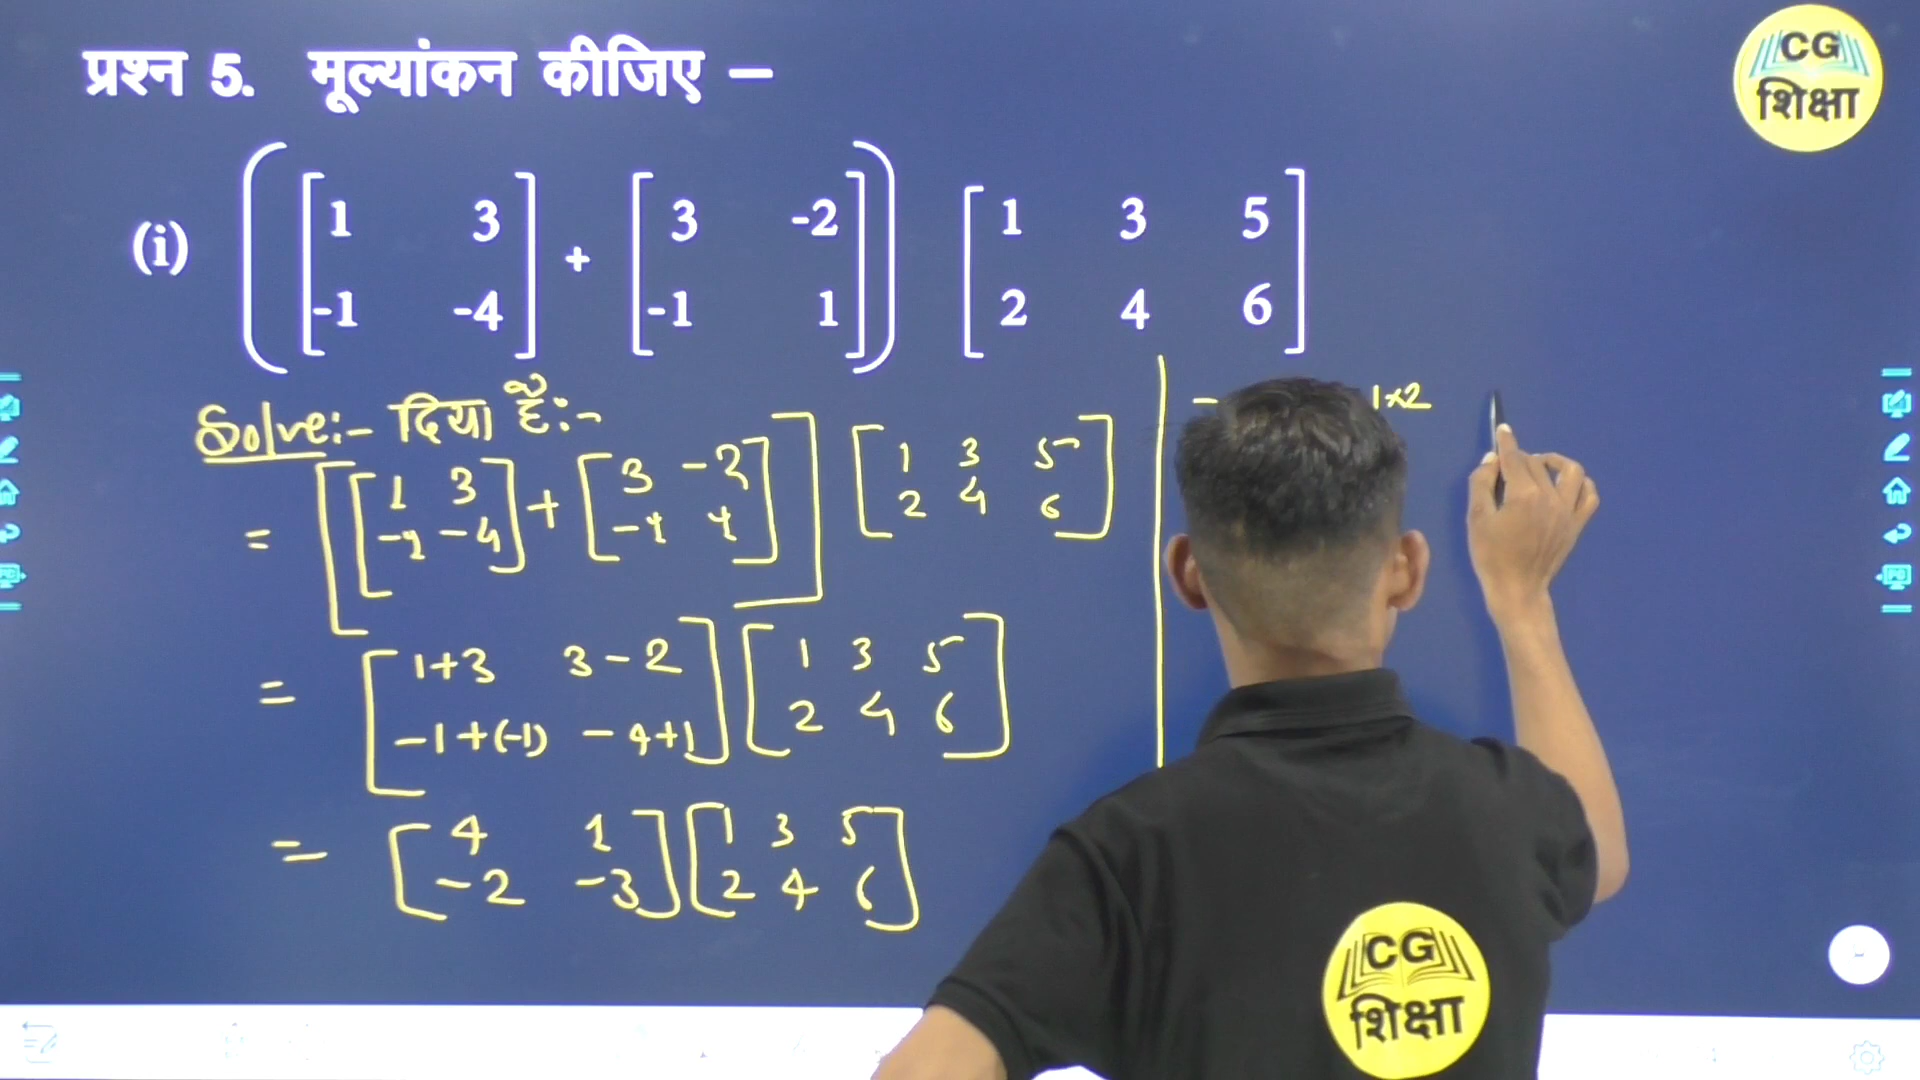 प्रश्न 5. मूल्यांकन कीजिए –
CG
शिक्षा
(i) ([1 3 -1 -4] + [3 -2 -1 1]) [1 3 5 2 4 6]
Solve:- दिया है:-
= [[1 3 -1 -4] + [3 -2 -1 1]] [1 3 5 2 4 6]
= [1+3 3-2 -1+(-1) -4+1] [1 3 5 2 4 6]
= [4 1 -2 -3] [1 3 5 2 4 6]
1×2
CG
शिक्षा